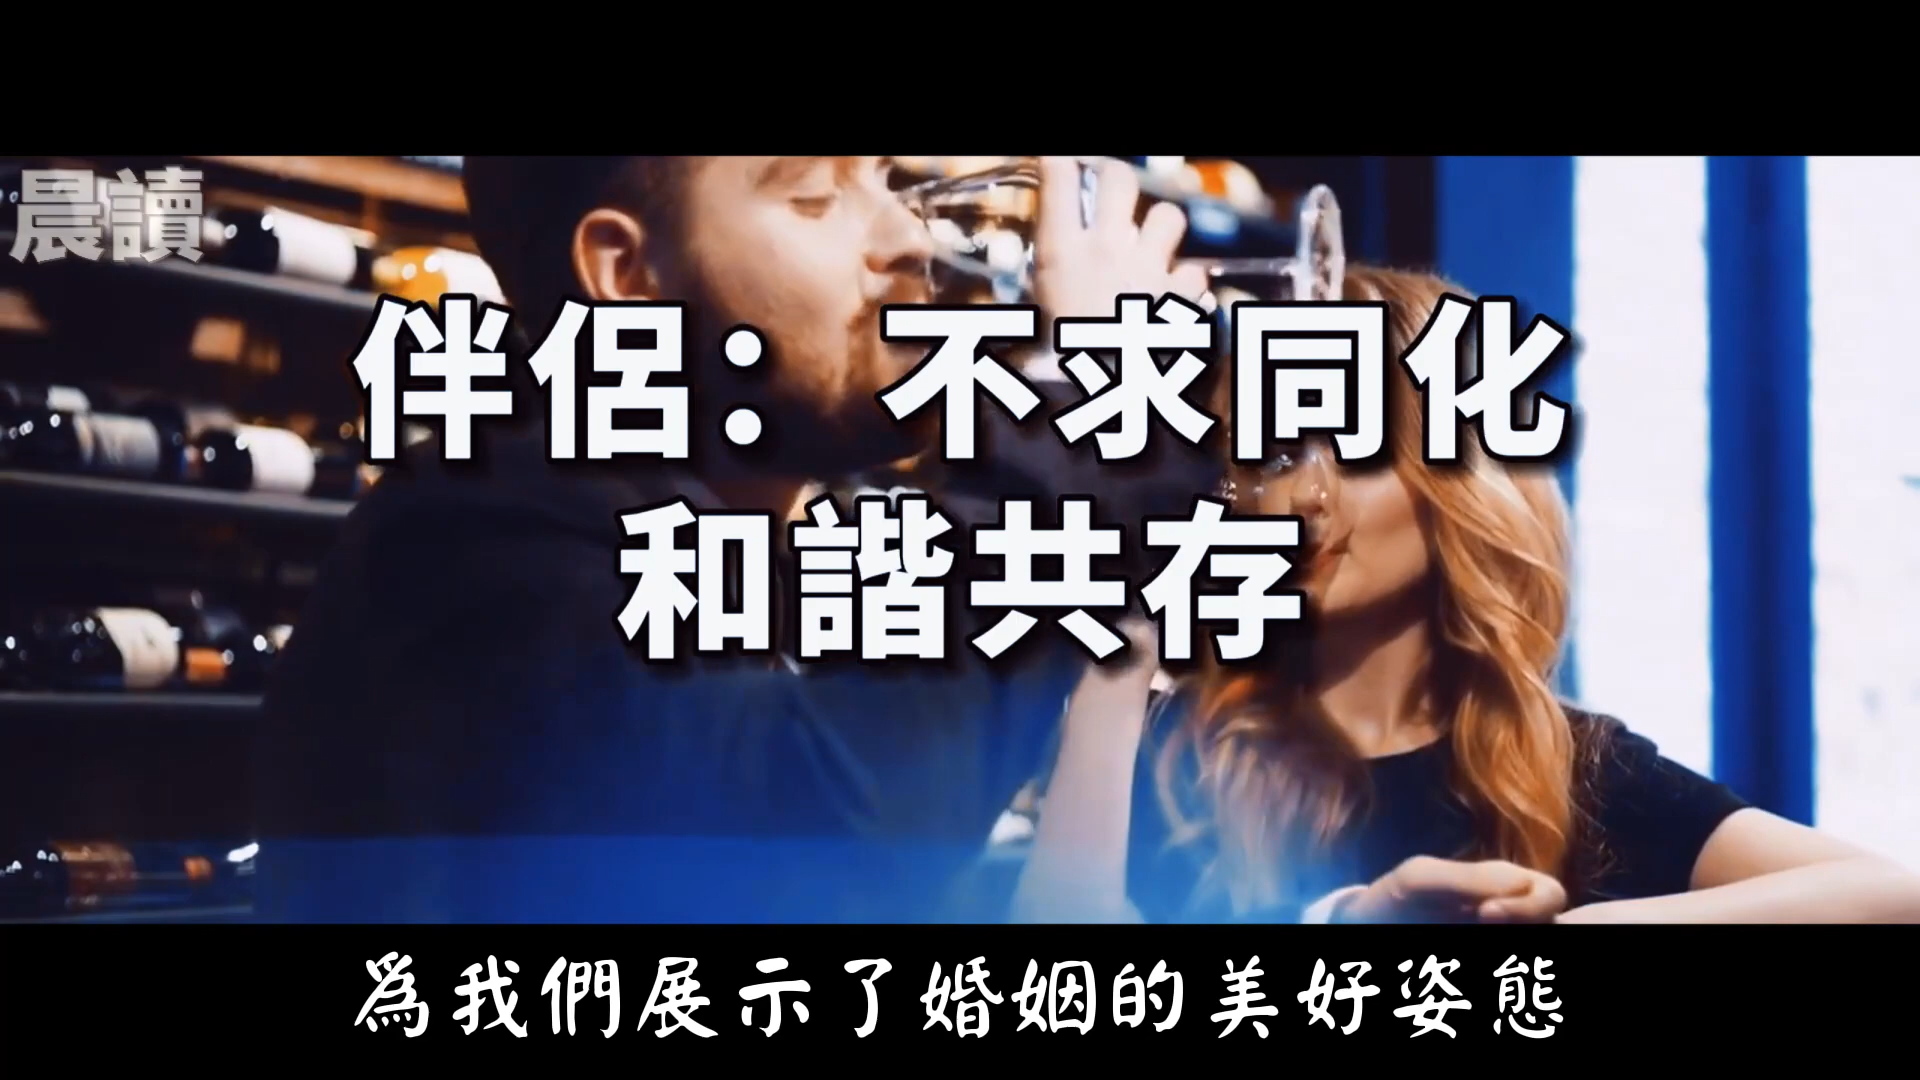 晨讀
伴侶：不求同化
和諧共存
爲我們展示了婚姻的美好姿態